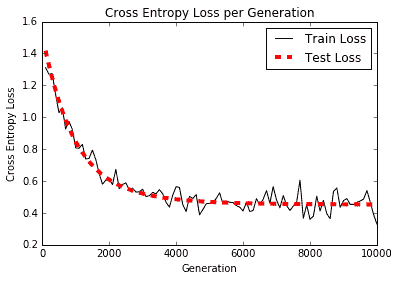 Cross Entropy Loss per Generation
1.6
1.4
1.2
1.0
0.8
0.6
0.4
0.2
Cross Entropy Loss
Train Loss
Test Loss
0
2000
4000
6000
8000
10000
Generation